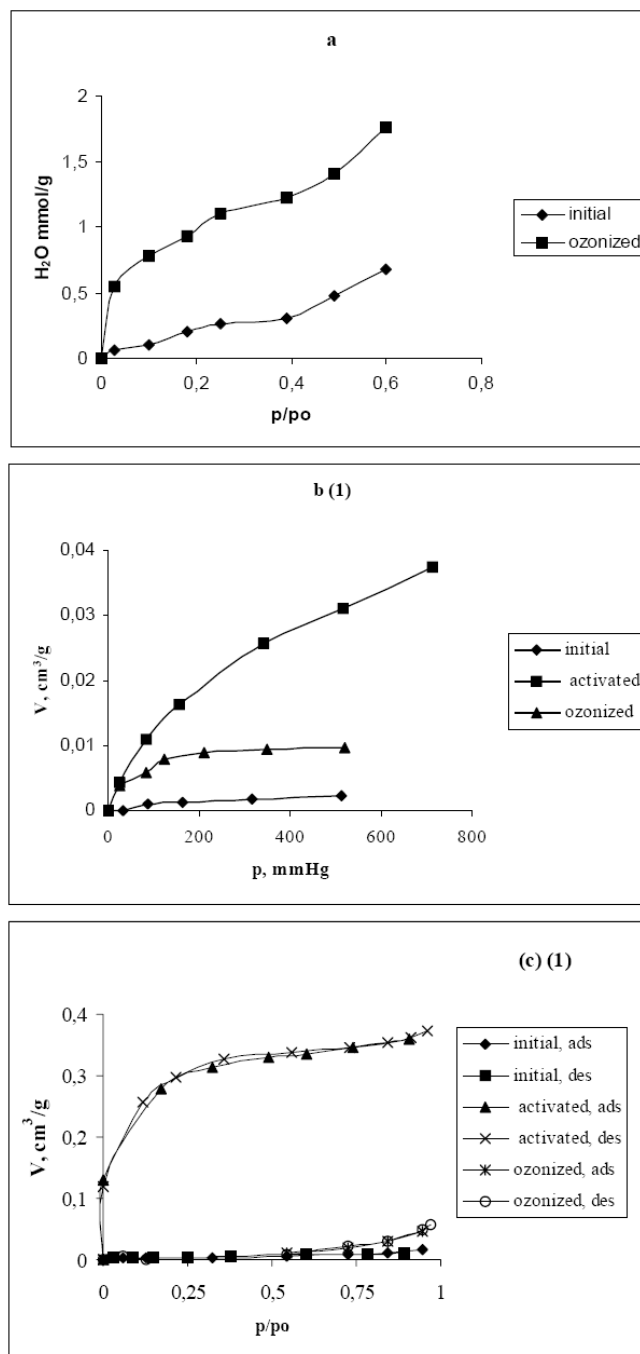 a
H₂O mmol/g
2
1,5
1
0,5
0
0
0,2
0,4
0,6
0,8
p/po
initial
ozonized
b (1)
V, cm³/g
0,04
0,03
0,02
0,01
0
0
200
400
600
800
p, mmHg
initial
activated
ozonized
(c) (1)
V, cm³/g
0,4
0,3
0,2
0,1
0
0
0,25
0,5
0,75
1
p/po
initial, ads
initial, des
activated, ads
activated, des
ozonized, ads
ozonized, des